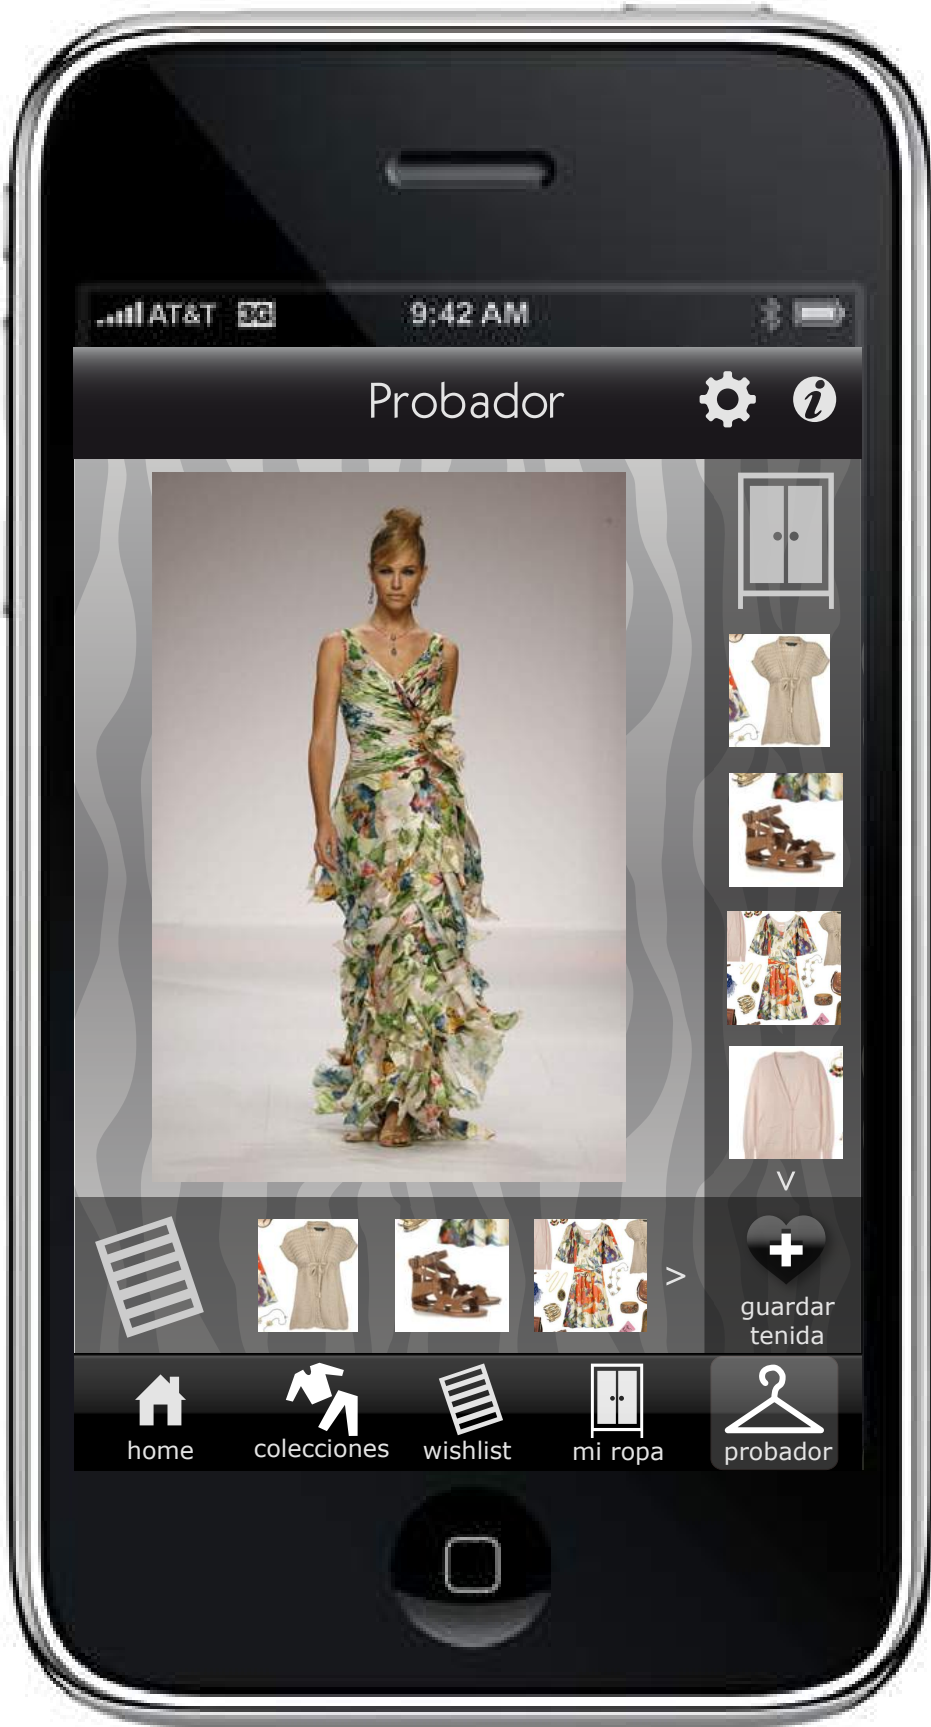 AT&T 3G 9:42 AM
Probador
>
guardar
tenida
home colecciones wishlist mi ropa probador